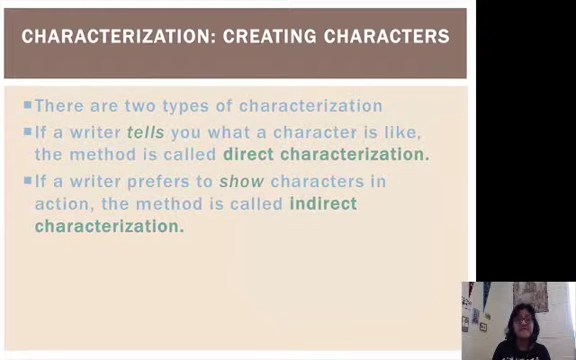 CHARACTERIZATION: CREATING CHARACTERS
There are two types of characterization
If a writer tells you what a character is like,
the method is called direct characterization.
If a writer prefers to show characters in
action, the method is called indirect
characterization.